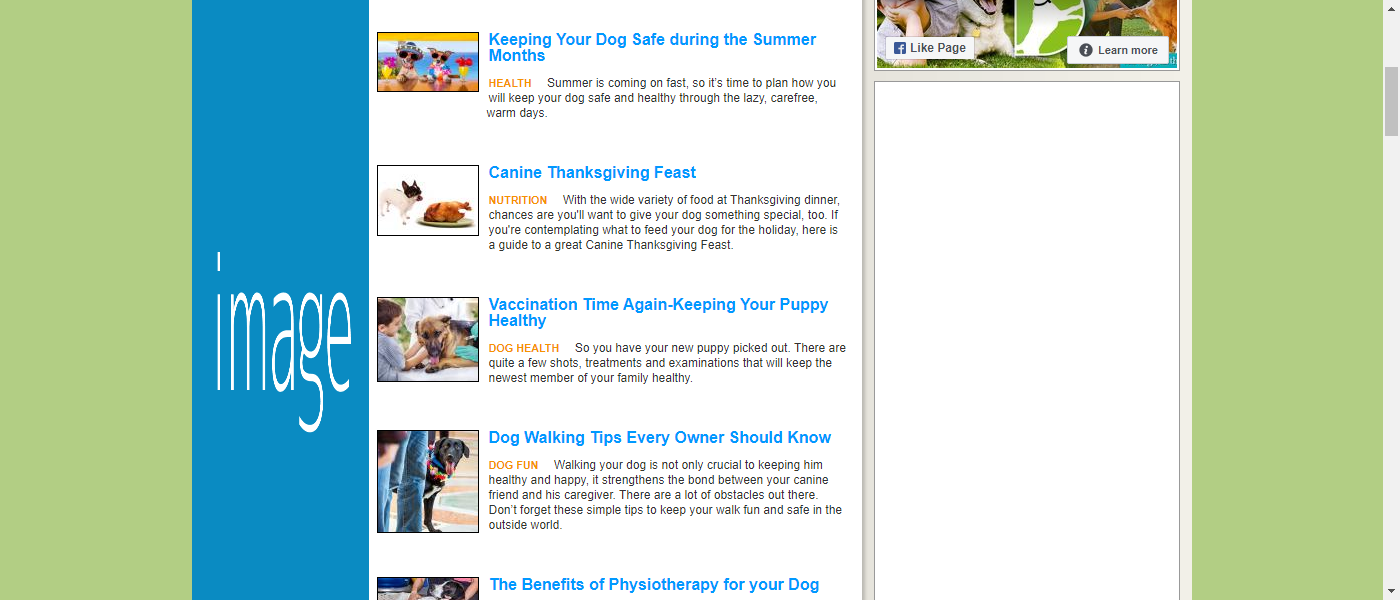 i
image
Keeping Your Dog Safe during the Summer
Months
HEALTH Summer is coming on fast, so it’s time to plan how you
will keep your dog safe and healthy through the lazy, carefree,
warm days.
Canine Thanksgiving Feast
NUTRITION With the wide variety of food at Thanksgiving dinner,
chances are you'll want to give your dog something special, too. If
you're contemplating what to feed your dog for the holiday, here is
a guide to a great Canine Thanksgiving Feast.
Vaccination Time Again-Keeping Your Puppy
Healthy
DOG HEALTH So you have your new puppy picked out. There are
quite a few shots, treatments and examinations that will keep the
newest member of your family healthy.
Dog Walking Tips Every Owner Should Know
DOG FUN Walking your dog is not only crucial to keeping him
healthy and happy, it strengthens the bond between your canine
friend and his caregiver. There are a lot of obstacles out there.
Don’t forget these simple tips to keep your walk fun and safe in the
outside world.
The Benefits of Physiotherapy for your Dog
Like Page
Learn more